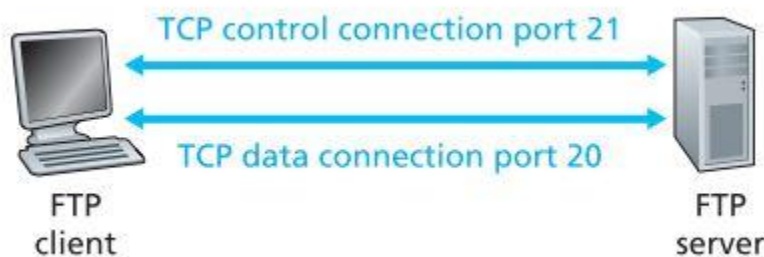 TCP control connection port 21
TCP data connection port 20
FTP
client
FTP
server